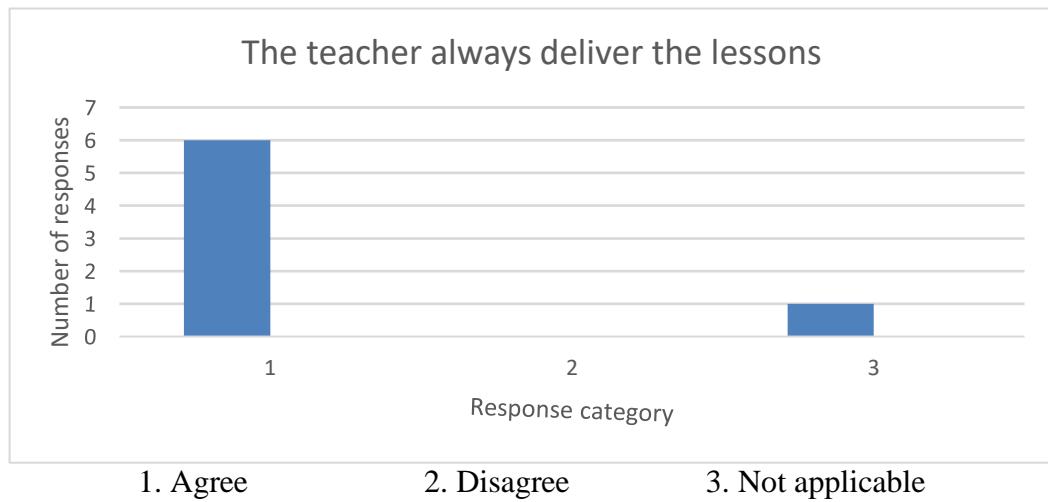 The teacher always deliver the lessons
Number of responses
7
6
5
4
3
2
1
0
1 2 3
Response category
1. Agree 2. Disagree 3. Not applicable